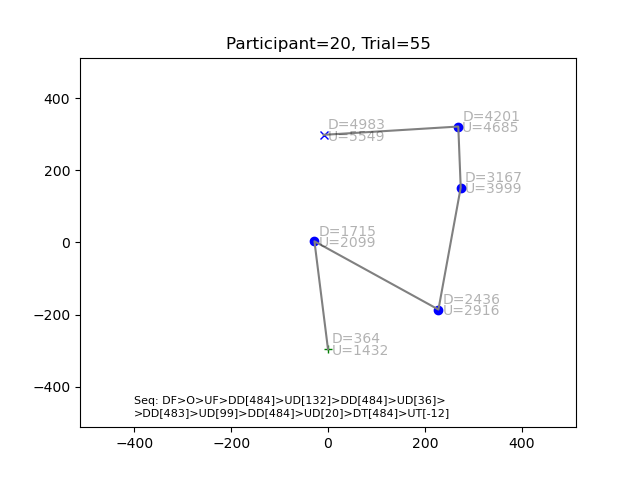 Participant=20, Trial=55
400
200
0
−200
−400
D=4983
U=5549
D=4201
U=4685
D=3167
U=3999
D=1715
U=2099
D=2436
U=2916
D=364
U=1432
Seq: DF>O>UF>DD[484]>UD[132]>DD[484]>UD[36]>
>DD[483]>UD[99]>DD[484]>UD[20]>DT[484]>UT[-12]
−400 −200 0 200 400